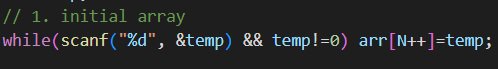 // 1. initial array
while(scanf("%d", &temp) && temp!=0) arr[N++]=temp;